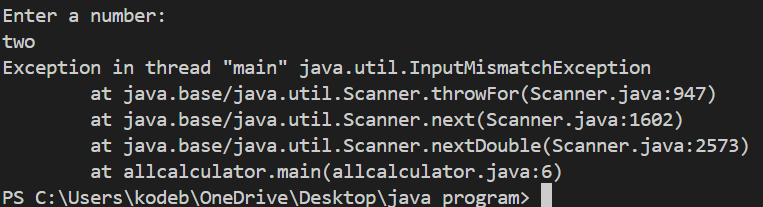 Enter a number:
two
Exception in thread "main" java.util.InputMismatchException
        at java.base/java.util.Scanner.throwFor(Scanner.java:947)
        at java.base/java.util.Scanner.next(Scanner.java:1602)
        at java.base/java.util.Scanner.nextDouble(Scanner.java:2573)
        at allcalculator.main(allcalculator.java:6)
PS C:\Users\kodeb\OneDrive\Desktop\java program>